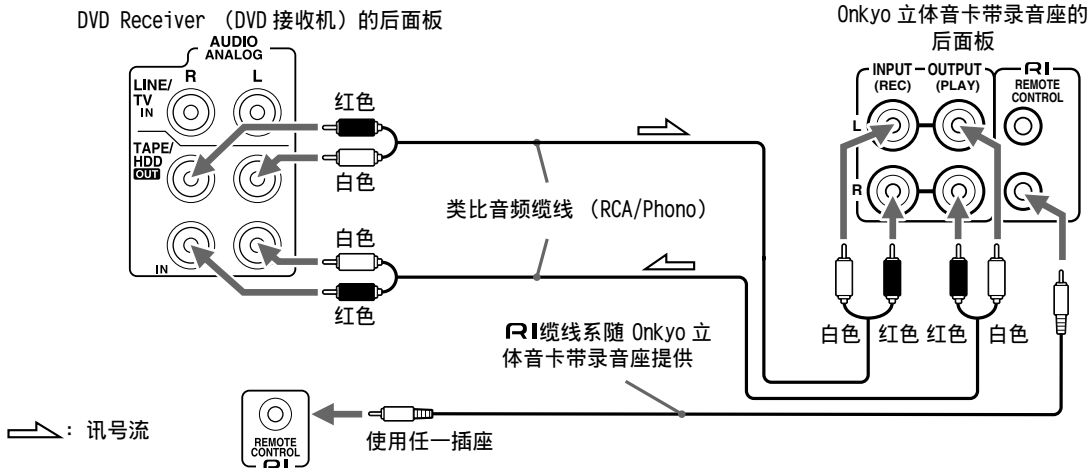 DVD Receiver （DVD 接收机）的后面板
AUDIO
ANALOG
R
L
LINE/
TV
IN
TAPE/
HDD
OUT
IN
红色
白色
白色
红色
类比音频缆线 （RCA/Phono）
Onkyo 立体音卡带录音座的
后面板
INPUT
(REC)
OUTPUT
(PLAY)
RI
REMOTE
CONTROL
L
R
白色
红色
红色
白色
RI缆线系随 Onkyo 立
体音卡带录音座提供
：讯号流
REMOTE
CONTROL
RI
使用任一插座